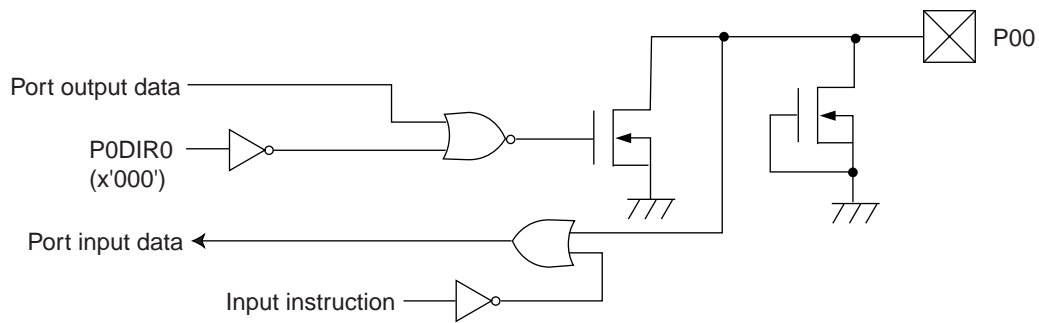 P00
Port output data
P0DIR0
(x'000')
Port input data
Input instruction